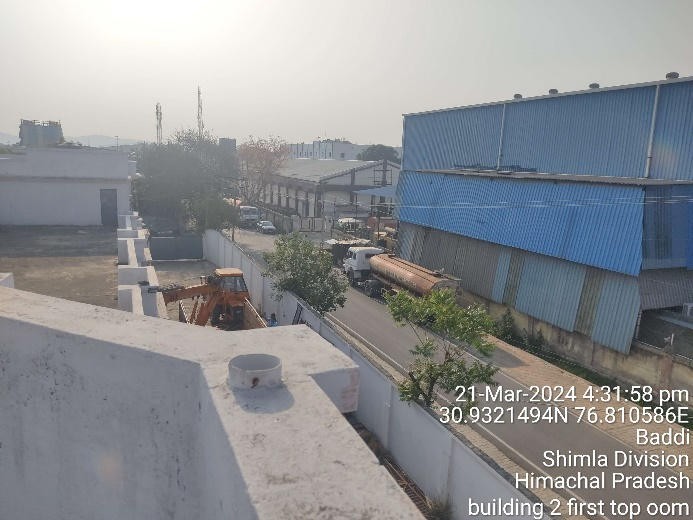 21-Mar-2024 4:31:58 pm
30.9321494N 76.810586E
Baddi
Shimla Division
Himachal Pradesh
building 2 first top oom